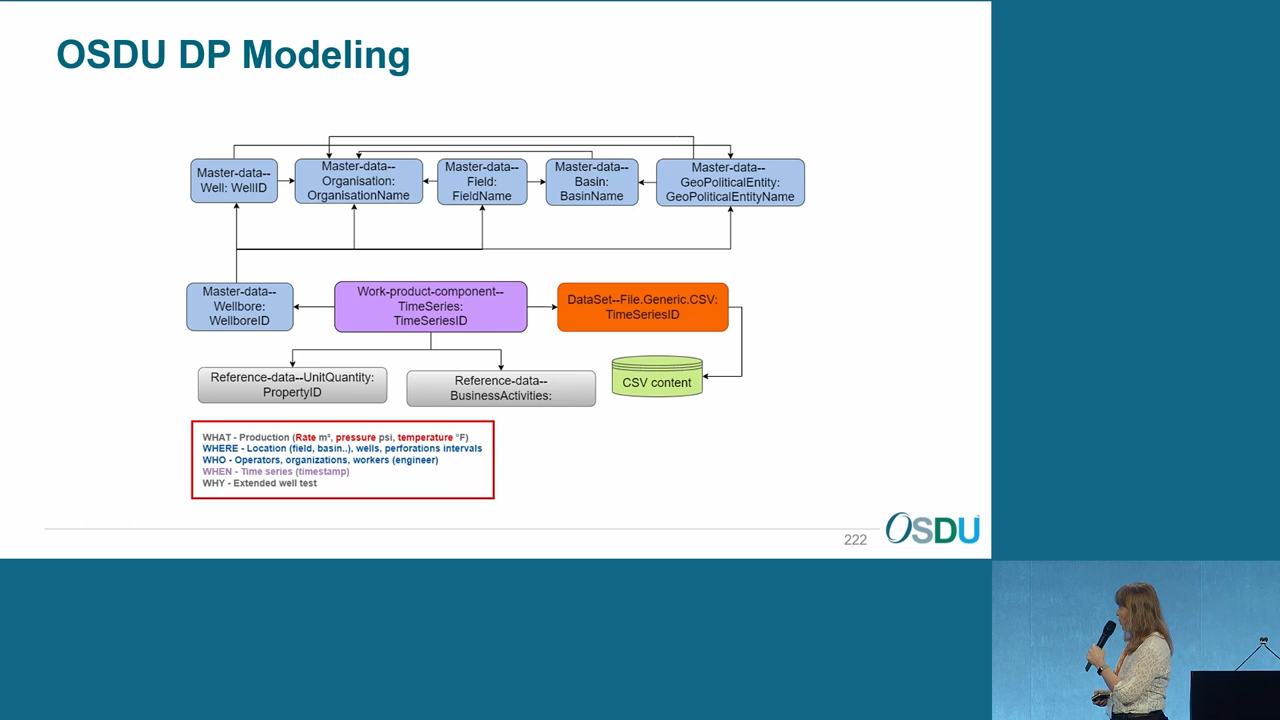 OSDU DP Modeling
Master-data--
Well: WellID
Master-data--
Organisation:
OrganisationName
Master-data--
Field:
FieldName
Master-data--
Basin:
BasinName
Master-data--
GeoPoliticalEntity:
GeoPoliticalEntityName
Master-data--
Wellbore:
WellboreID
Work-product-component--
TimeSeries:
TimeSeriesID
DataSet--File.Generic.CSV:
TimeSeriesID
Reference-data--UnitQuantity:
PropertyID
Reference-data--
BusinessActivities:
CSV content
WHAT - Production (Rate m³, pressure psi, temperature °F)
WHERE - Location (field, basin..), wells, perforations intervals
WHO - Operators, organizations, workers (engineer)
WHEN - Time series (timestamp)
WHY - Extended well test
222
OSDU